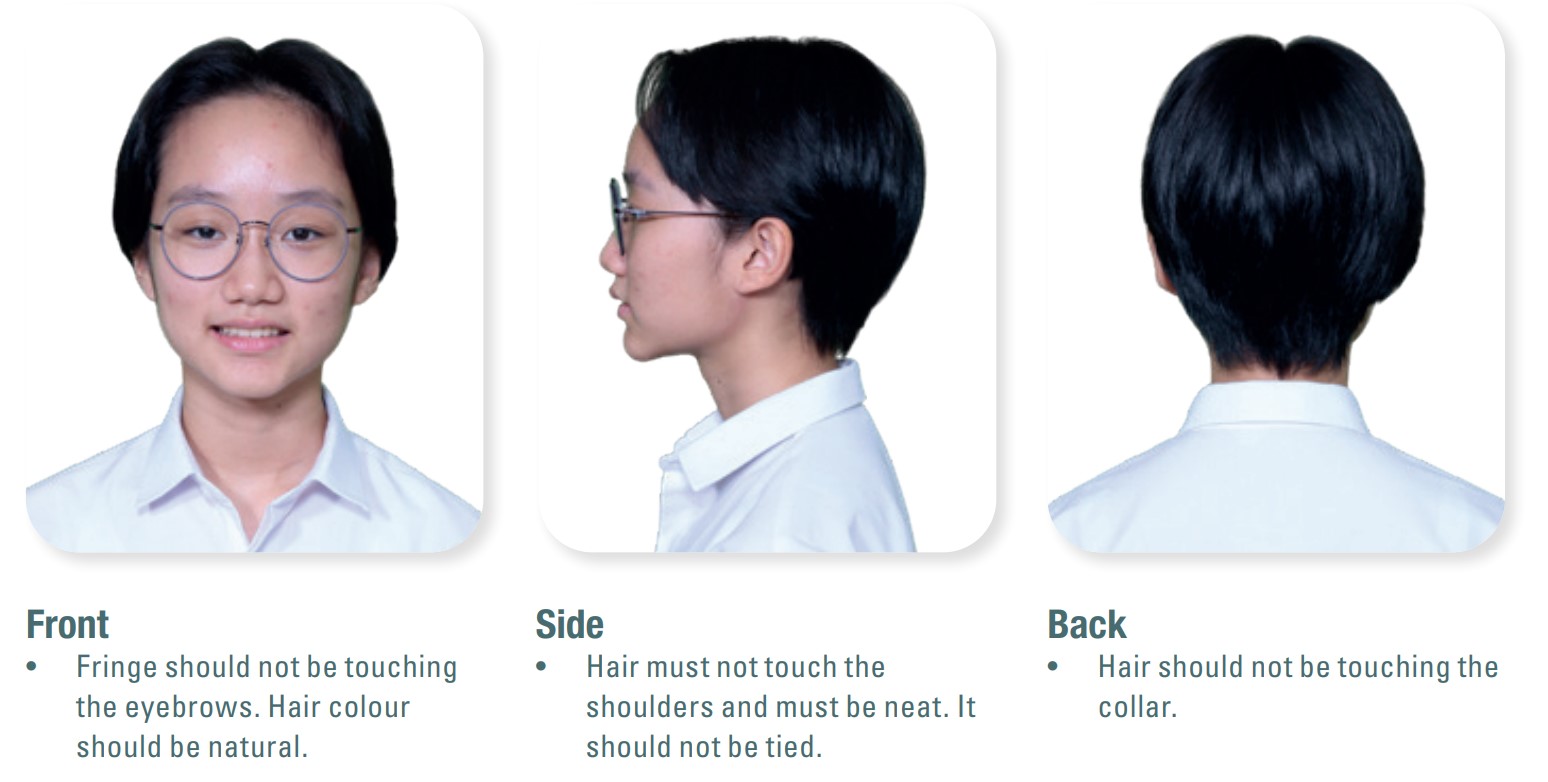 Front
• Fringe should not be touching
the eyebrows. Hair colour
should be natural.
Side
• Hair must not touch the
shoulders and must be neat. It
should not be tied.
Back
• Hair should not be touching the
collar.